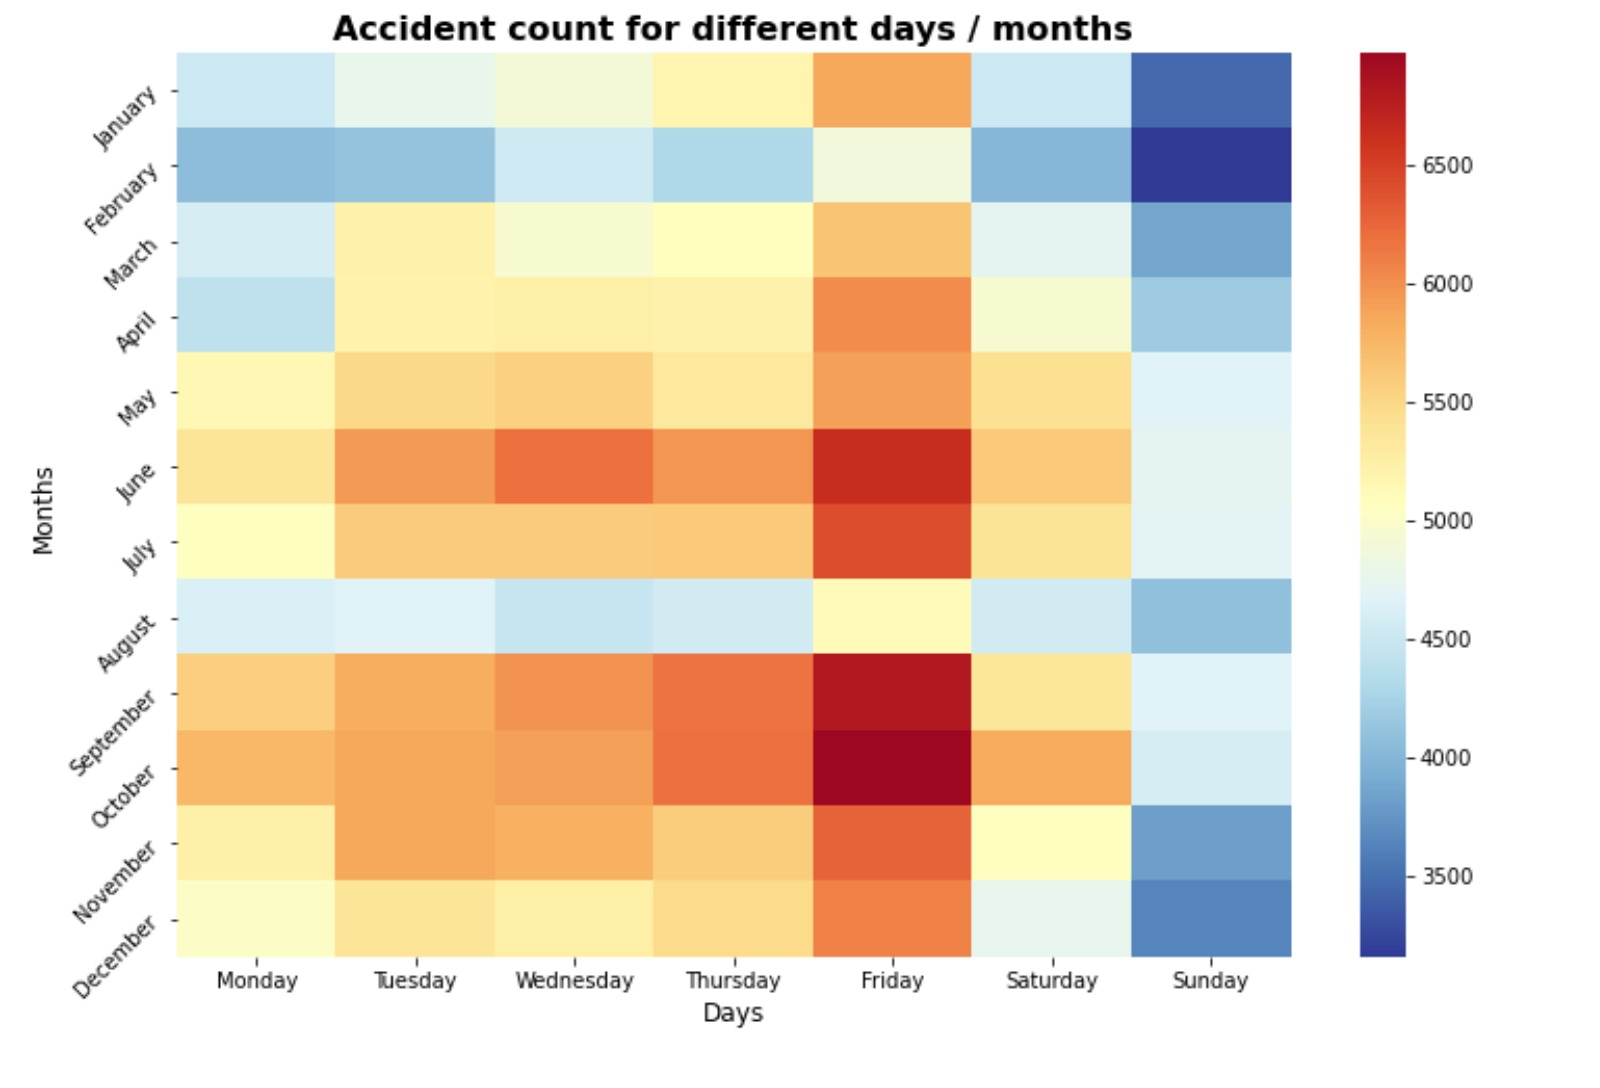 Accident count for different days / months
January
February
March
April
May
June
July
August
September
October
November
December
Months
Monday Tuesday Wednesday Thursday Friday Saturday Sunday
Days
6500
6000
5500
5000
4500
4000
3500